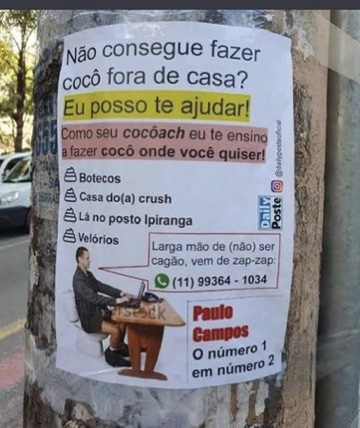 Não consegue fazer
cocô fora de casa?
Eu posso te ajudar!
Como seu cocôach eu te ensino
a fazer cocô onde você quiser!
Botecos
Casa do(a) crush
Lá no posto Ipiranga
Velórios
@dailyposteoficial
Daily
Poste
Larga mão de (não) ser
cagão, vem de zap-zap:
(11) 99364 - 1034
Paulo
Campos
O número 1
em número 2